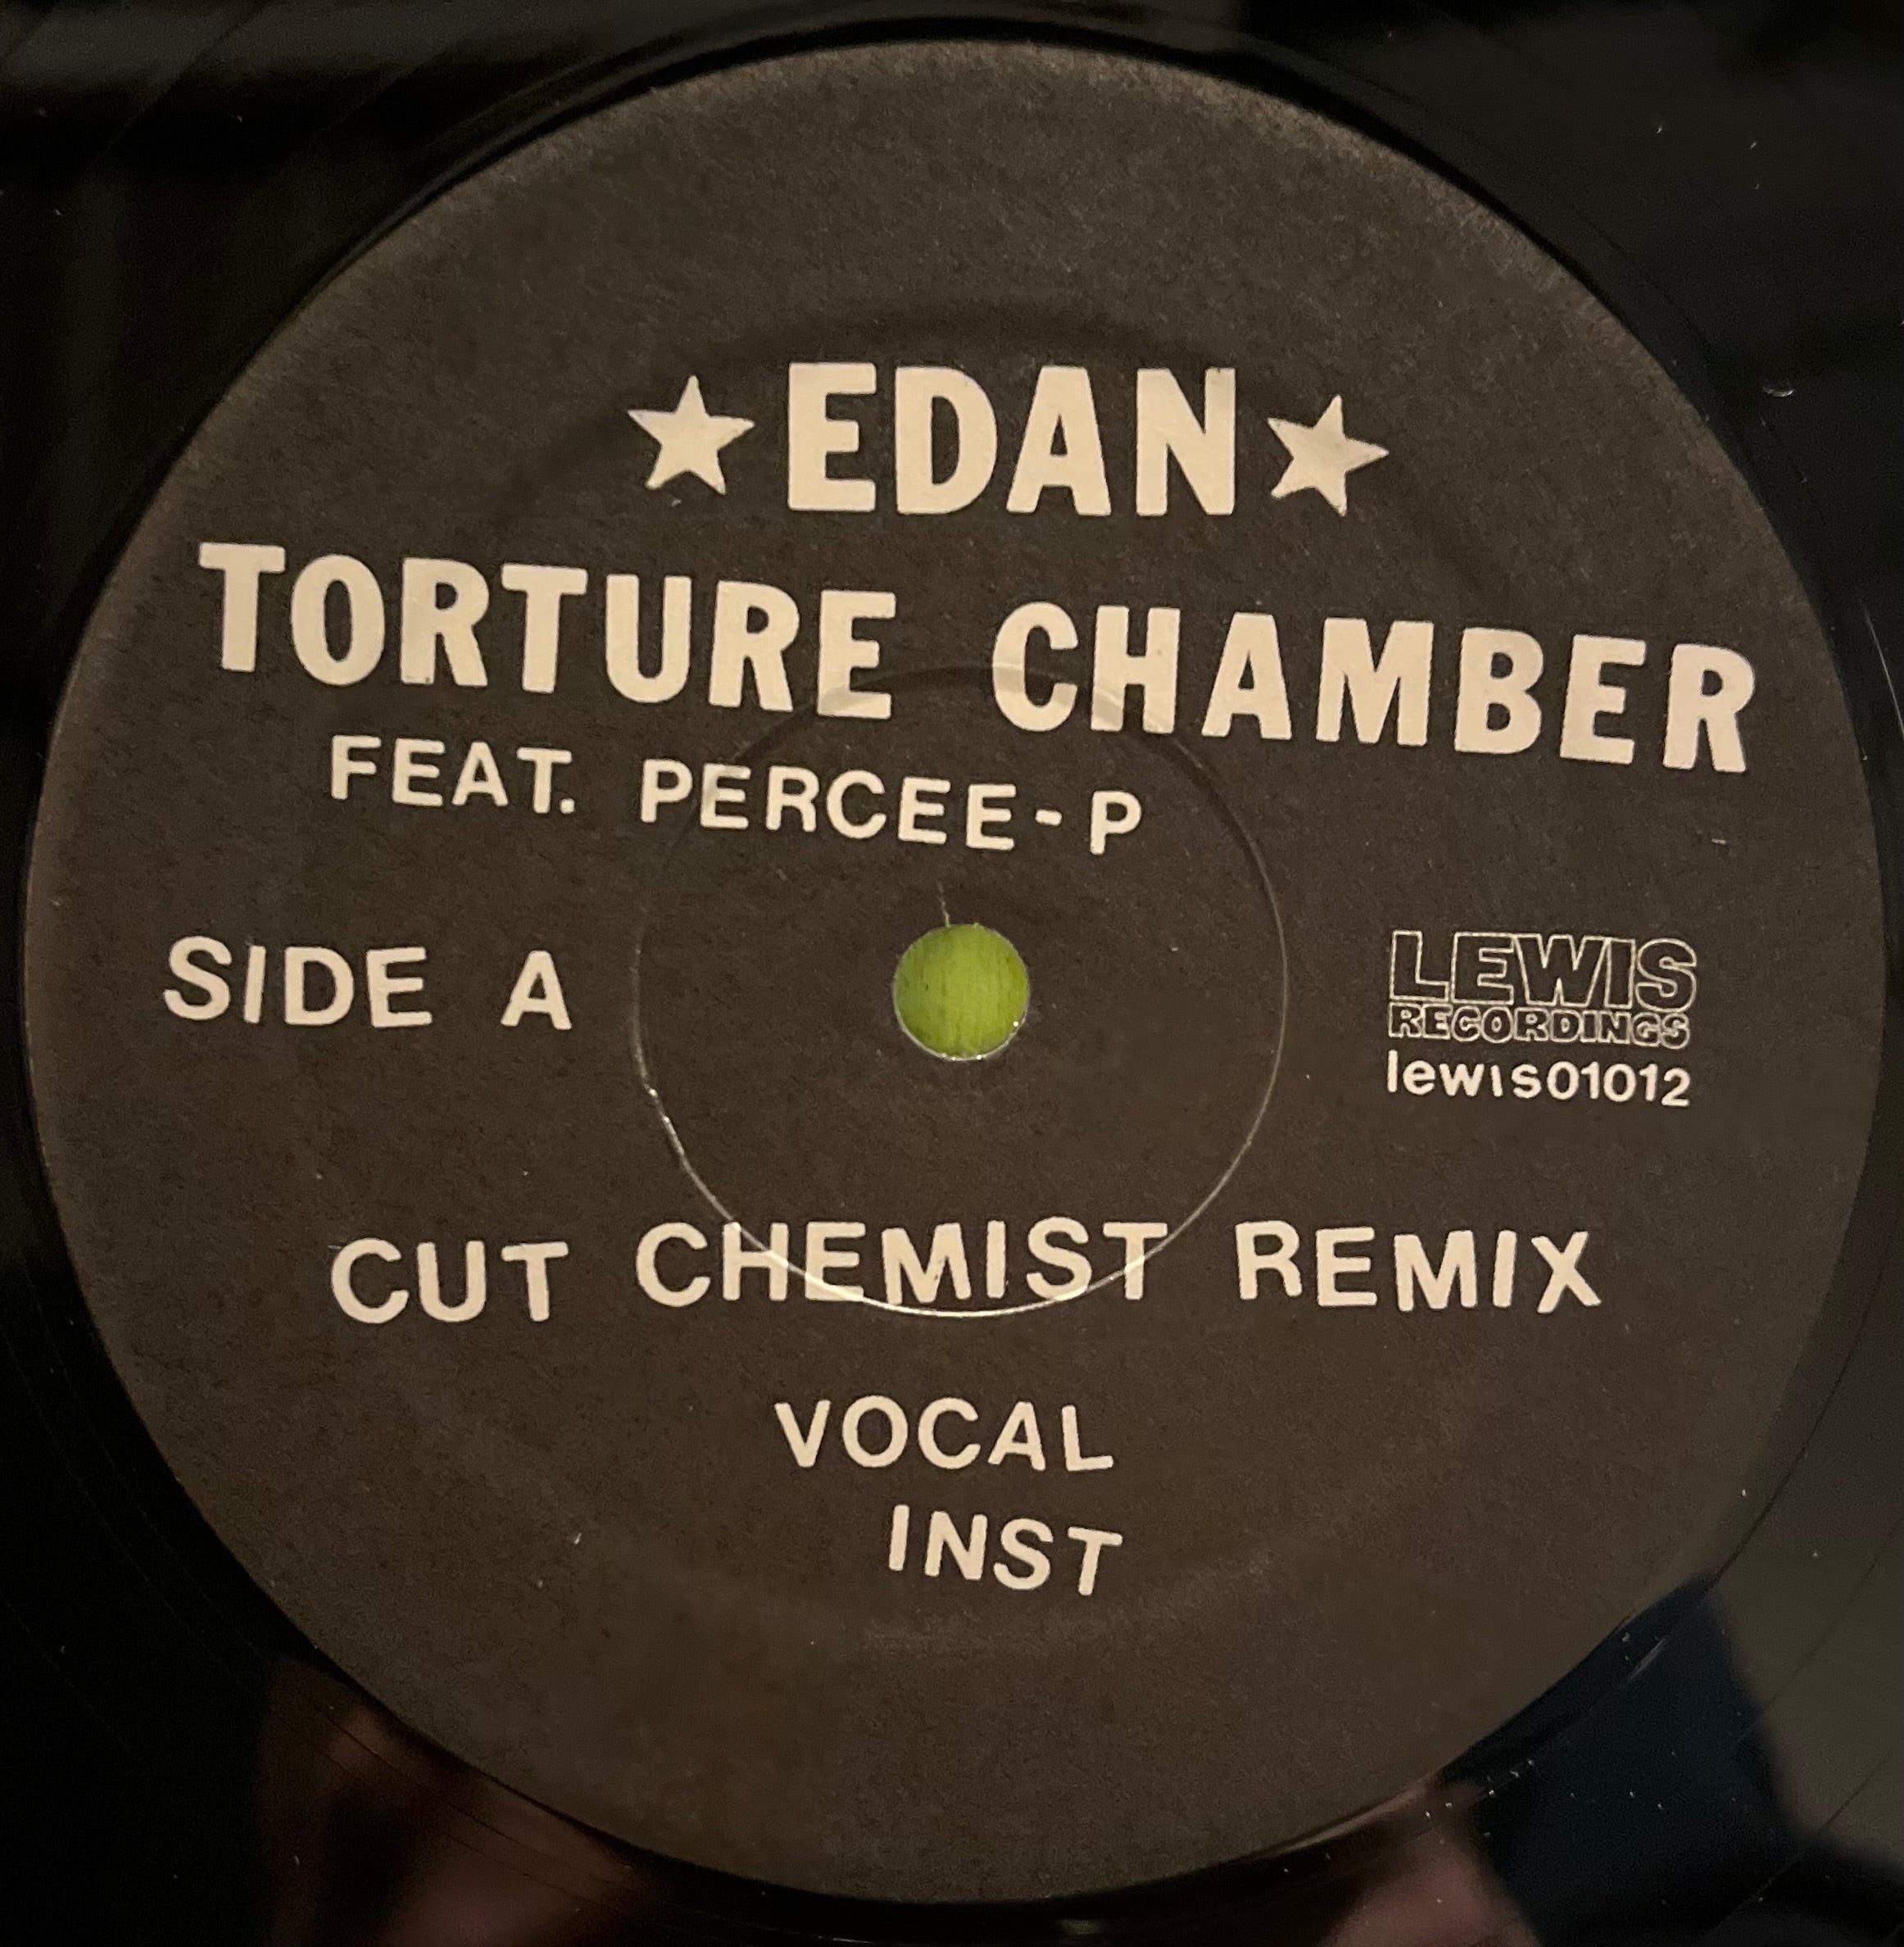 ★EDAN★
TORTURE CHAMBER
FEAT. PERCEE-P
SIDE A
LEWIS
RECORDINGS
lewis01012
CUT CHEMIST REMIX
VOCAL
INST